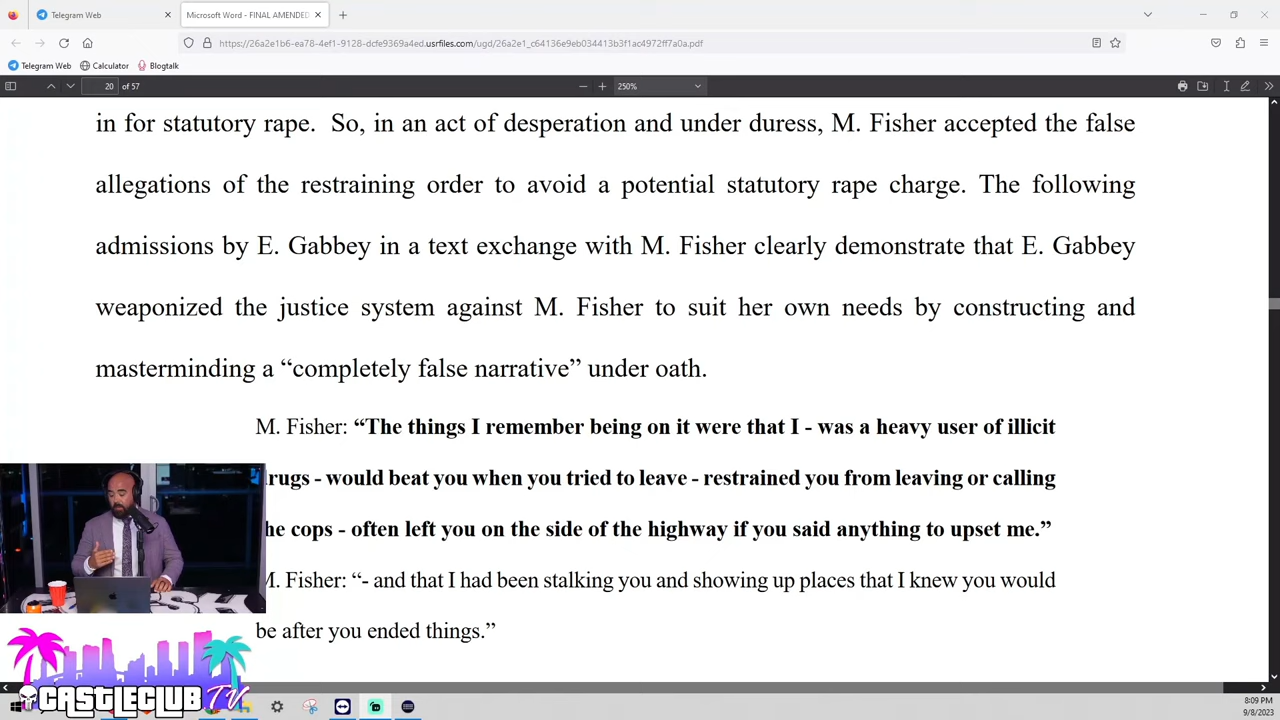 Telegram Web
Microsoft Word - FINAL AMENDED
https://26a2e1b6-ea78-4ef1-9128-dcfe9369a4ed.usrfiles.com/ugd/26a2e1_c64136
Telegram Web
Calculator
Blogtalk
20 of 57
250%
in for statutory rape. So, in an act of desperation and under duress, M. Fisher accepted the false
allegations of the restraining order to avoid a potential statutory rape charge. The following
admissions by E. Gabbey in a text exchange with M. Fisher clearly demonstrate that E. Gabbey
weaponized the justice system against M. Fisher to suit her own needs by constructing and
masterminding a “completely false narrative” under oath.
M. Fisher: “The things I remember being on it were that I - was a heavy user of illicit
rugs - would beat you when you tried to leave - restrained you from leaving or calling
he cops - often left you on the side of the highway if you said anything to upset me.”
M. Fisher: “- and that I had been stalking you and showing up places that I knew you would
be after you ended things.”
CASTLECLUB TV
8:09 PM
9/8/2023